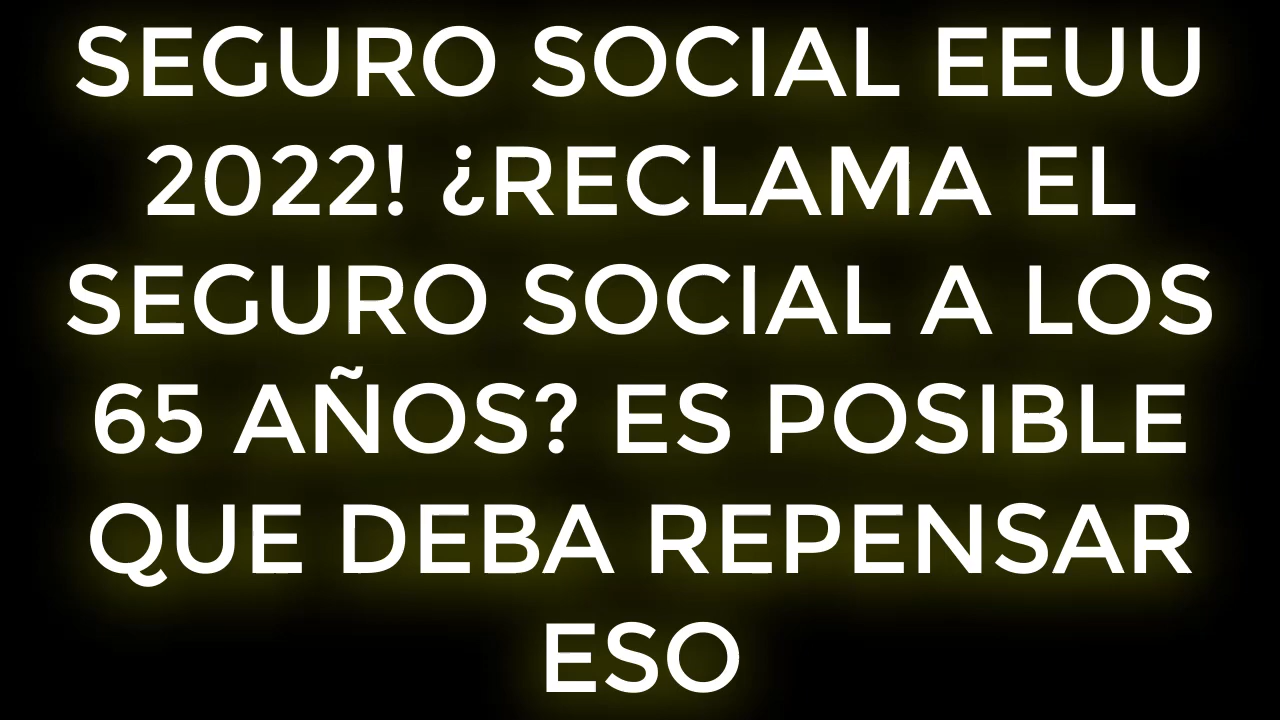 SEGURO SOCIAL EEUU
2022! ¿RECLAMA EL
SEGURO SOCIAL A LOS
65 AÑOS? ES POSIBLE
QUE DEBA REPENSAR
ESO